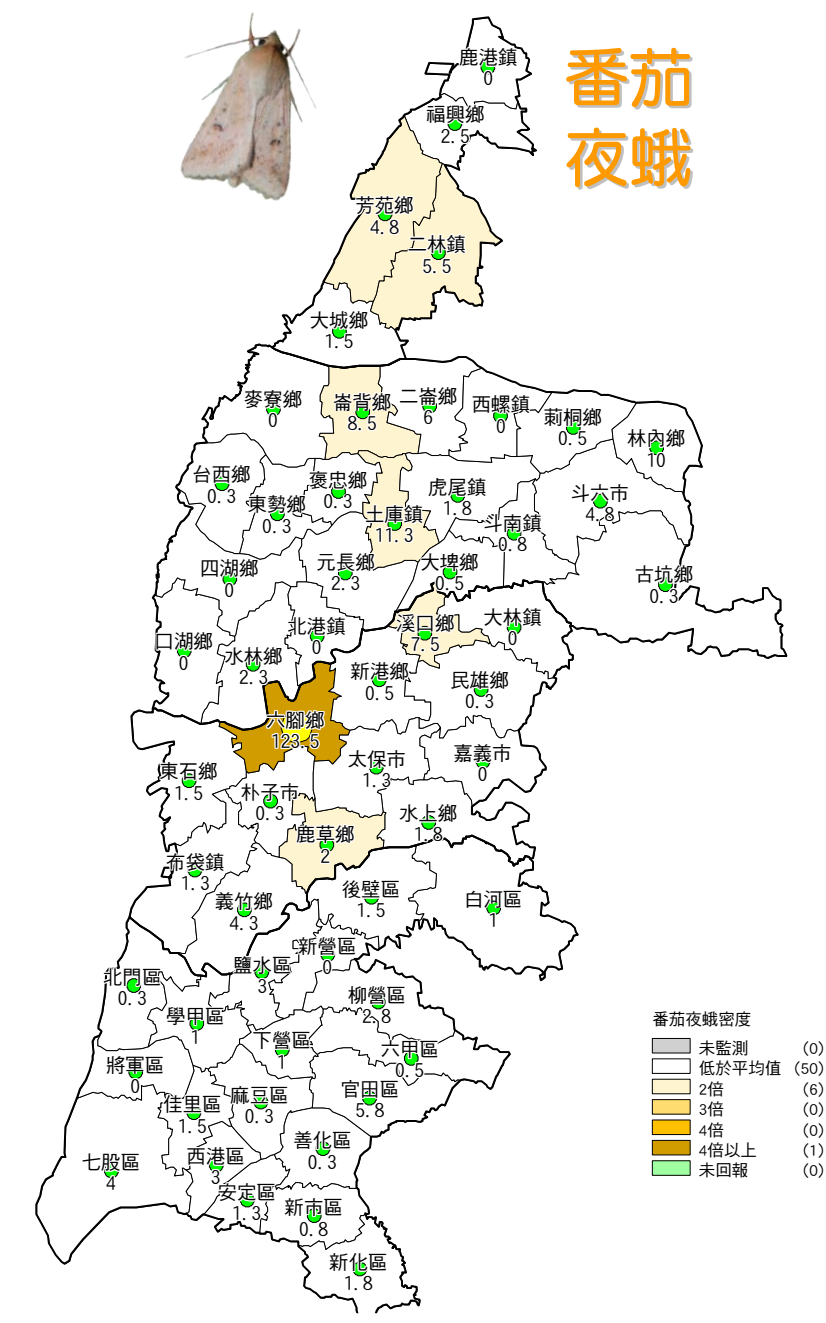 番茄
夜蛾
鹿港鎮
0
福興鄉
2.5
芳苑鄉
4.8
二林鎮
5.5
大城鄉
1.5
麥寮鄉
0
崙背鄉
8.5
二崙鄉
6
西螺鎮
0
莿桐鄉
0.5
林內鄉
10
台西鄉
0.3
東勢鄉
0.3
褒忠鄉
0.3
土庫鎮
11.3
虎尾鎮
1.8
斗南鎮
0.8
斗六市
4.8
四湖鄉
0
元長鄉
2.3
大埤鄉
0.5
古坑鄉
0.3
口湖鄉
0
水林鄉
2.3
北港鎮
0
溪口鄉
7.5
大林鎮
0
新港鄉
0.5
民雄鄉
0.3
六腳鄉
123.5
東石鄉
1.5
太保市
1.3
嘉義市
0
朴子市
0.3
鹿草鄉
2
水上鄉
1.8
布袋鎮
1.3
義竹鄉
4.3
後壁區
1.5
白河區
1
新營區
0
鹽水區
3
北門區
0.3
學甲區
1
柳營區
2.8
下營區
1
六甲區
0.5
將軍區
0
佳里區
1.5
麻豆區
0.3
官田區
5.8
七股區
4
西港區
3
善化區
0.3
安定區
1.3
新市區
0.8
新化區
1.8
番茄夜蛾密度
未監測 (0)
低於平均值 (50)
2倍 (6)
3倍 (0)
4倍 (0)
4倍以上 (1)
未回報 (0)